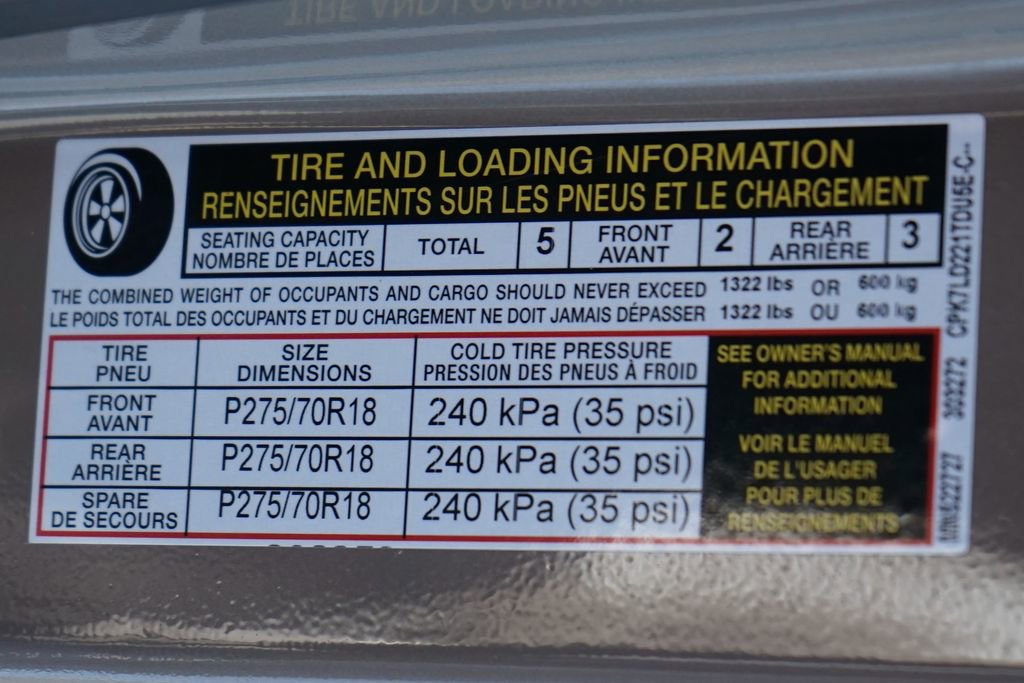 TIRE AND LOADING INFORMATION
RENSEIGNEMENTS SUR LES PNEUS ET LE CHARGEMENT
SEATING CAPACITY
NOMBRE DE PLACES
TOTAL
5
FRONT
AVANT
2
REAR
ARRIÈRE
3
THE COMBINED WEIGHT OF OCCUPANTS AND CARGO SHOULD NEVER EXCEED 1322 lbs OR 600 kg
LE POIDS TOTAL DES OCCUPANTS ET DU CHARGEMENT NE DOIT JAMAIS DÉPASSER 1322 lbs OU 600 kg
TIRE
PNEU
SIZE
DIMENSIONS
COLD TIRE PRESSURE
PRESSION DES PNEUS À FROID
FRONT
AVANT
P275/70R18
240 kPa (35 psi)
REAR
ARRIÈRE
P275/70R18
240 kPa (35 psi)
SPARE
DE SECOURS
P275/70R18
240 kPa (35 psi)
SEE OWNER'S MANUAL
FOR ADDITIONAL
INFORMATION
VOIR LE MANUEL
DE L'USAGER
POUR PLUS DE
RENSEIGNEMENTS
303272 CPK7LD221TDU5E-C--